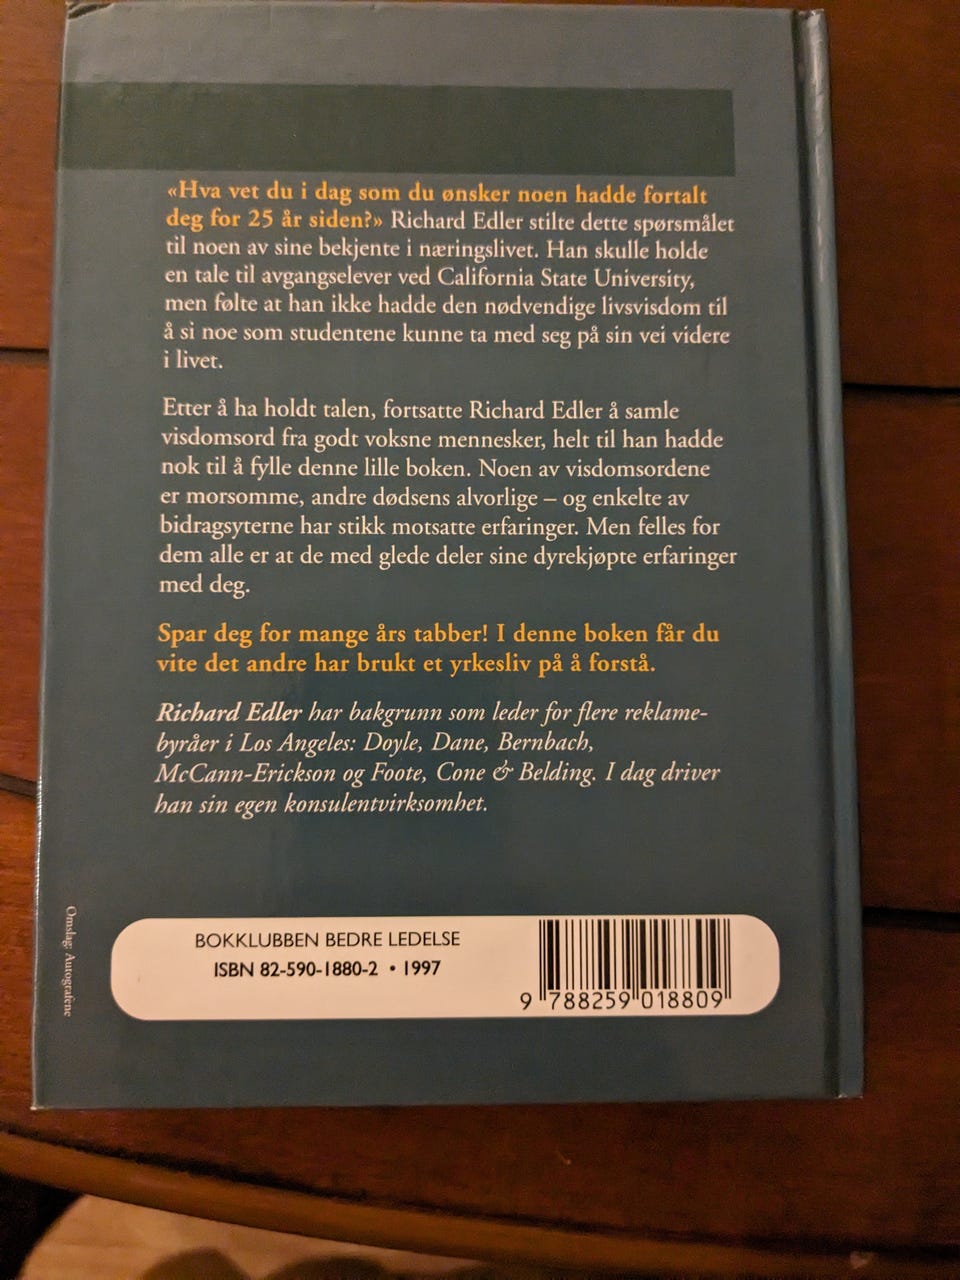 «Hva vet du i dag som du ønsker noen hadde fortalt
deg for 25 år siden?» Richard Edler stilte dette spørsmålet
til noen av sine bekjente i næringslivet. Han skulle holde
en tale til avgangselever ved California State University,
men følte at han ikke hadde den nødvendige livsvisdom til
å si noe som studentene kunne ta med seg på sin vei videre
i livet.
Etter å ha holdt talen, fortsatte Richard Edler å samle
visdomsord fra godt voksne mennesker, helt til han hadde
nok til å fylle denne lille boken. Noen av visdomsordene
er morsomme, andre dødsens alvorlige – og enkelte av
bidragsyterne har stikk motsatte erfaringer. Men felles for
dem alle er at de med glede deler sine dyrekjøpte erfaringer
med deg.
Spar deg for mange års tabber! I denne boken får du
vite det andre har brukt et yrkesliv på å forstå.
Richard Edler har bakgrunn som leder for flere reklame-
byråer i Los Angeles: Doyle, Dane, Bernbach,
McCann-Erickson og Foote, Cone & Belding. I dag driver
han sin egen konsulentvirksomhet.
Omslag: Autografene
BOKKLUBBEN BEDRE LEDELSE
ISBN 82-590-1880-2 • 1997
9 788259 018809